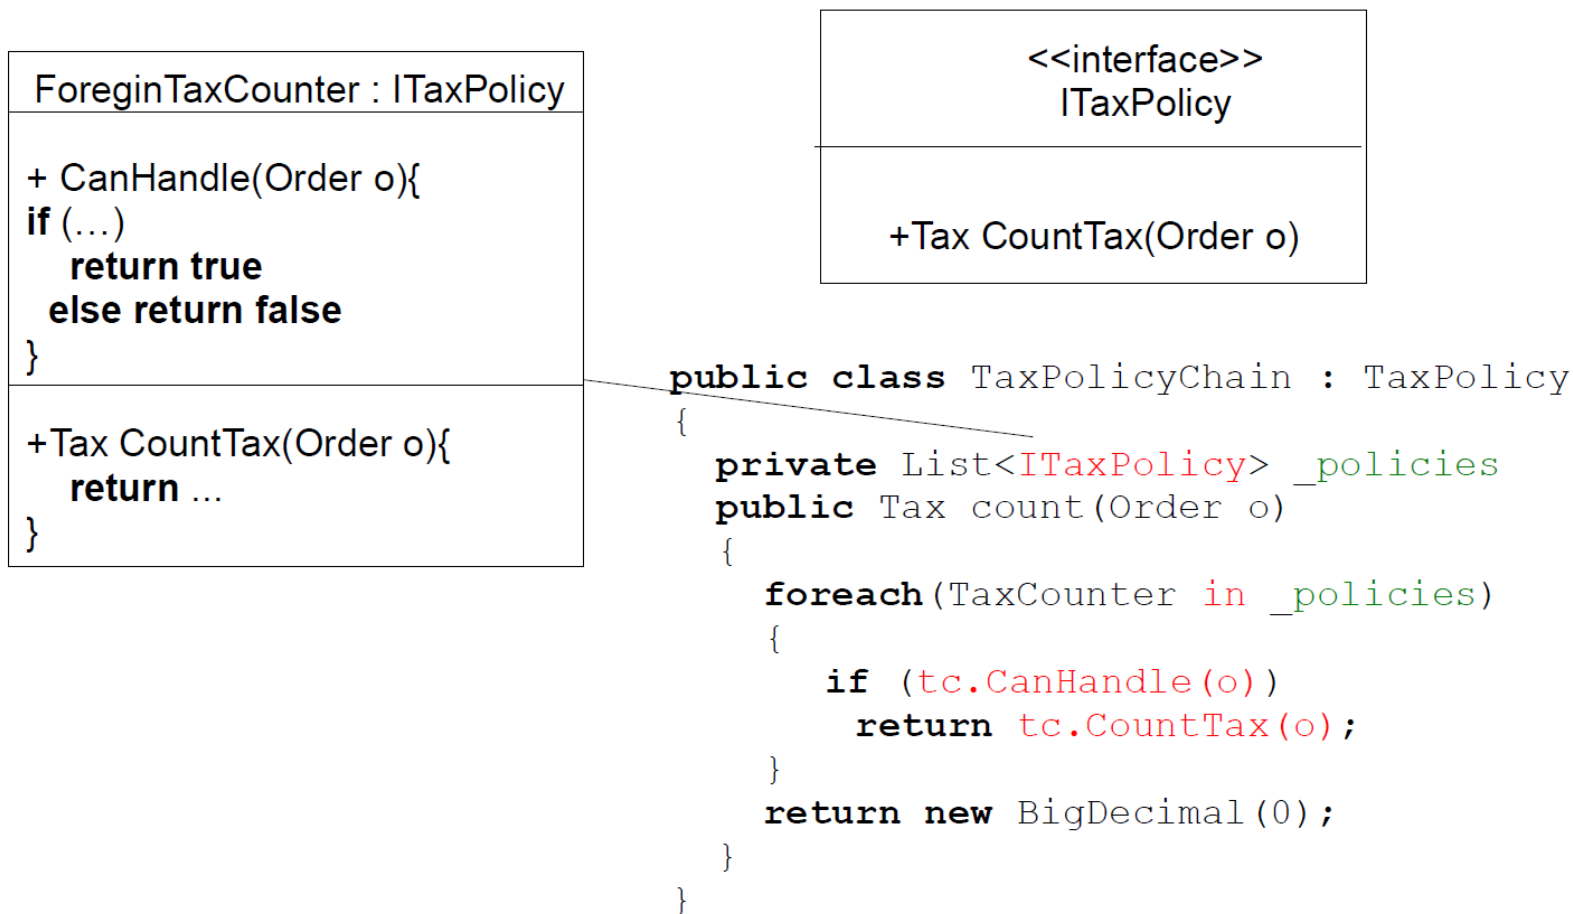 ForeginTaxCounter : ITaxPolicy
+ CanHandle(Order o){
if (...)
return true
else return false
}
+Tax CountTax(Order o){
return ...
}
<<interface>>
ITaxPolicy
+Tax CountTax(Order o)
public class TaxPolicyChain : TaxPolicy
{
private List<ITaxPolicy> _policies
public Tax count(Order o)
{
foreach(TaxCounter in _policies)
{
if (tc.CanHandle(o))
return tc.CountTax(o);
}
return new BigDecimal(0);
}
}